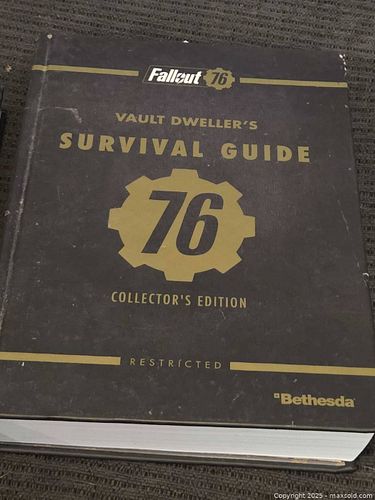 Fallout 76
VAULT DWELLER'S
SURVIVAL GUIDE
76
COLLECTOR'S EDITION
RESTRICTED
Bethesda
Copyright 2025 - maxsold.com